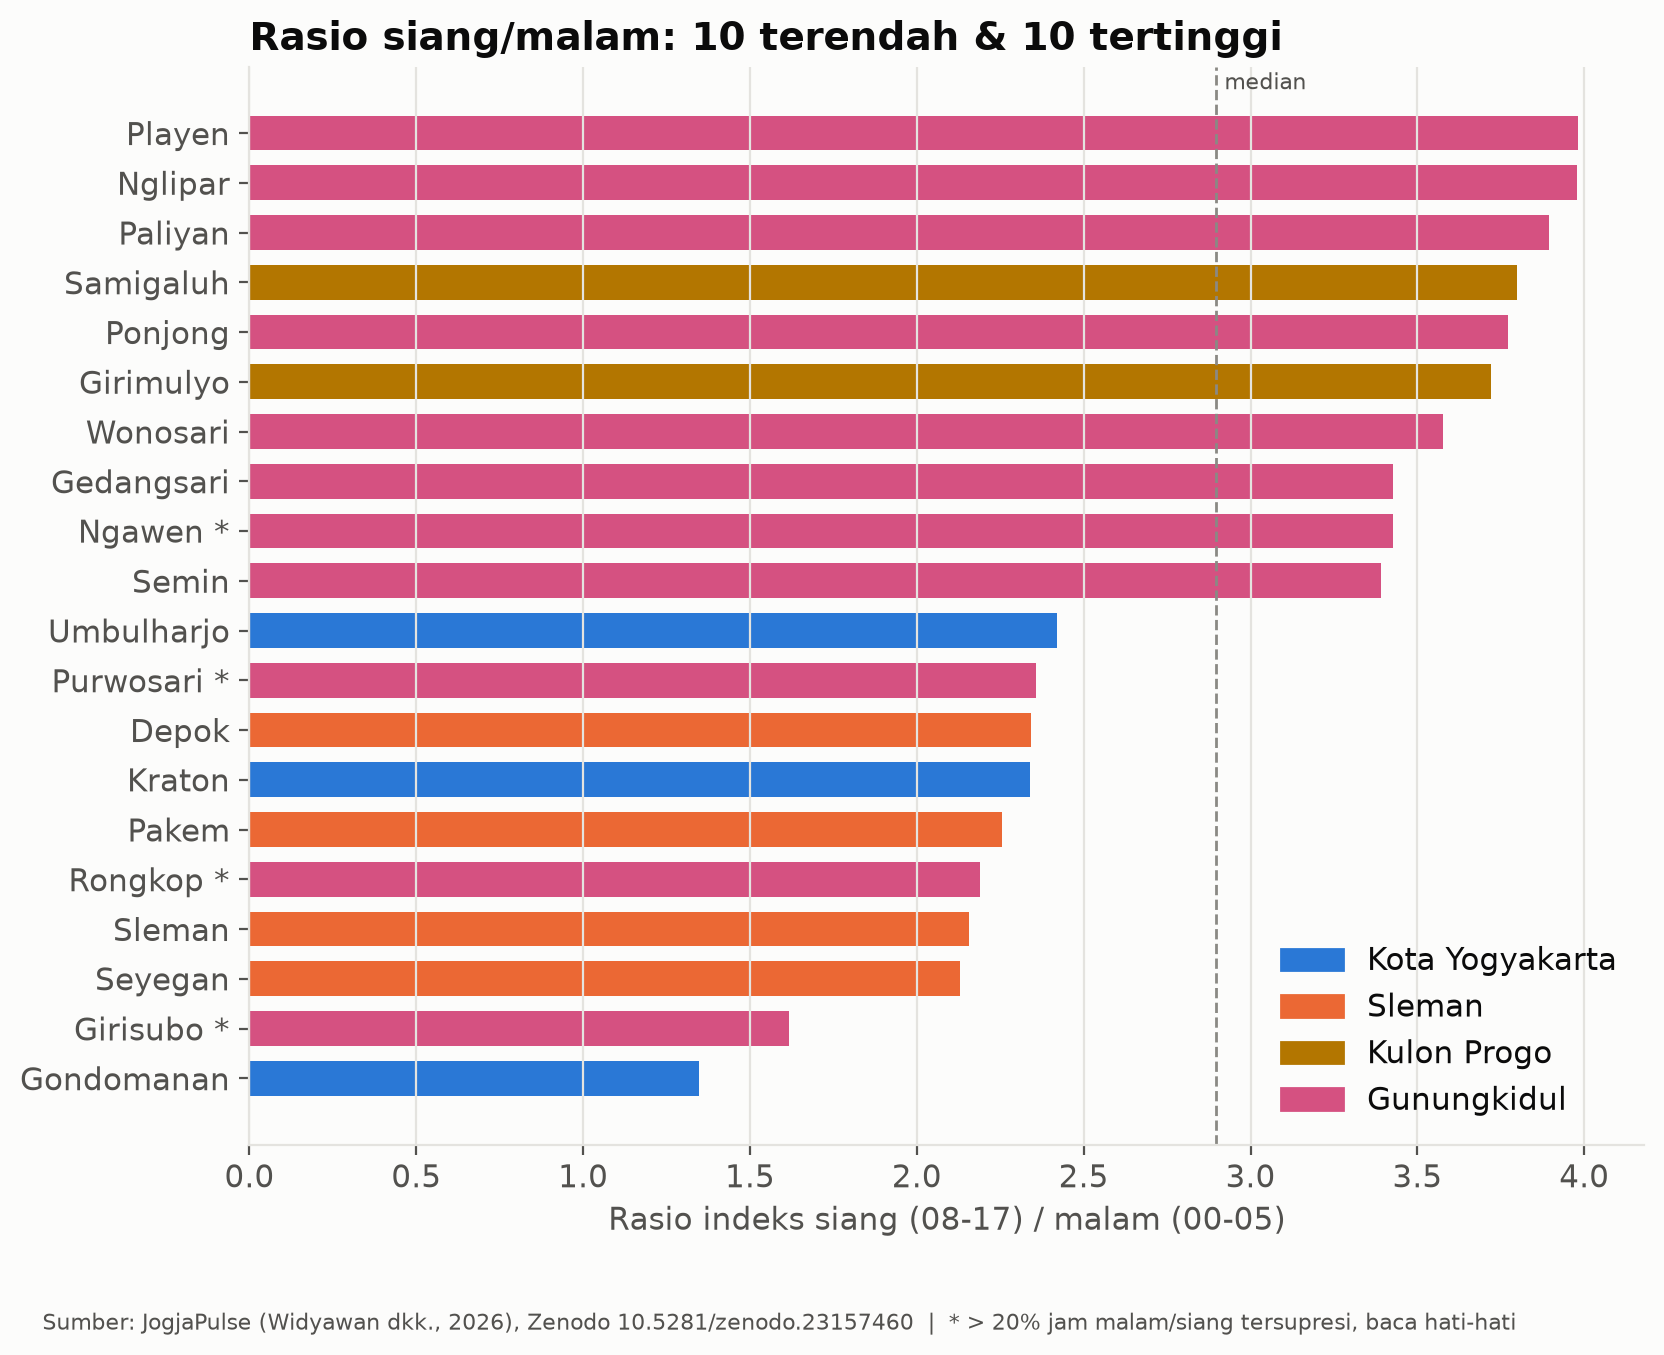 Rasio siang/malam: 10 terendah & 10 tertinggi
median
Playen
Nglipar
Paliyan
Samigaluh
Ponjong
Girimulyo
Wonosari
Gedangsari
Ngawen *
Semin
Umbulharjo
Purwosari *
Depok
Kraton
Pakem
Rongkop *
Sleman
Seyegan
Girisubo *
Gondomanan
Kota Yogyakarta
Sleman
Kulon Progo
Gunungkidul
0.0 0.5 1.0 1.5 2.0 2.5 3.0 3.5 4.0
Rasio indeks siang (08-17) / malam (00-05)
Sumber: JogjaPulse (Widyawan dkk., 2026), Zenodo 10.5281/zenodo.23157460 | * > 20% jam malam/siang tersupresi, baca hati-hati